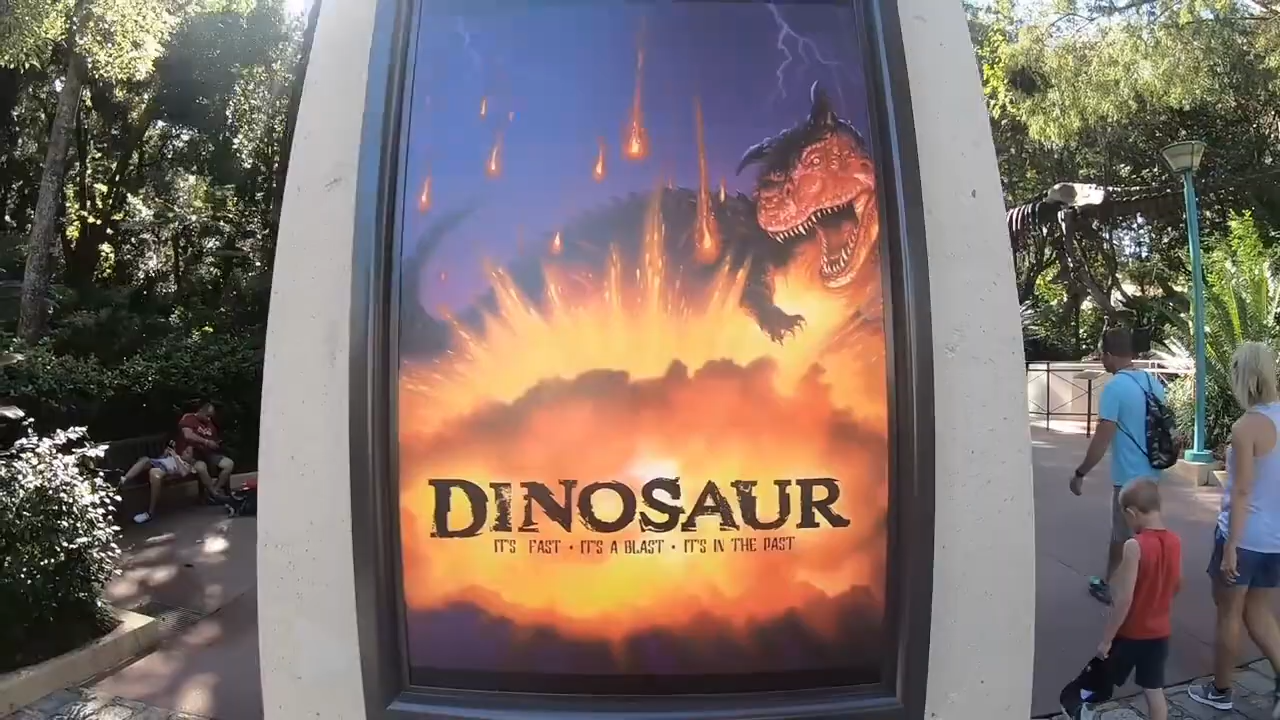 DINOSAUR
IT'S FAST • IT'S A BLAST • IT'S IN THE PAST